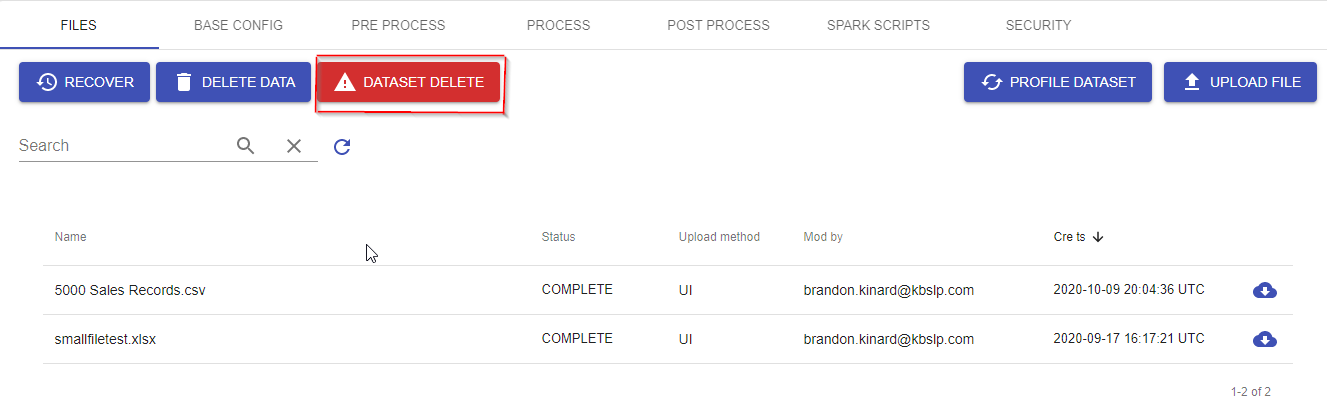 FILES BASE CONFIG PRE PROCESS PROCESS POST PROCESS SPARK SCRIPTS SECURITY
RECOVER DELETE DATA DATASET DELETE PROFILE DATASET UPLOAD FILE
Search
Name Status Upload method Mod by Cre ts
5000 Sales Records.csv COMPLETE UI brandon.kinard@kbslp.com 2020-10-09 20:04:36 UTC
smallfiletest.xlsx COMPLETE UI brandon.kinard@kbslp.com 2020-09-17 16:17:21 UTC
1-2 of 2